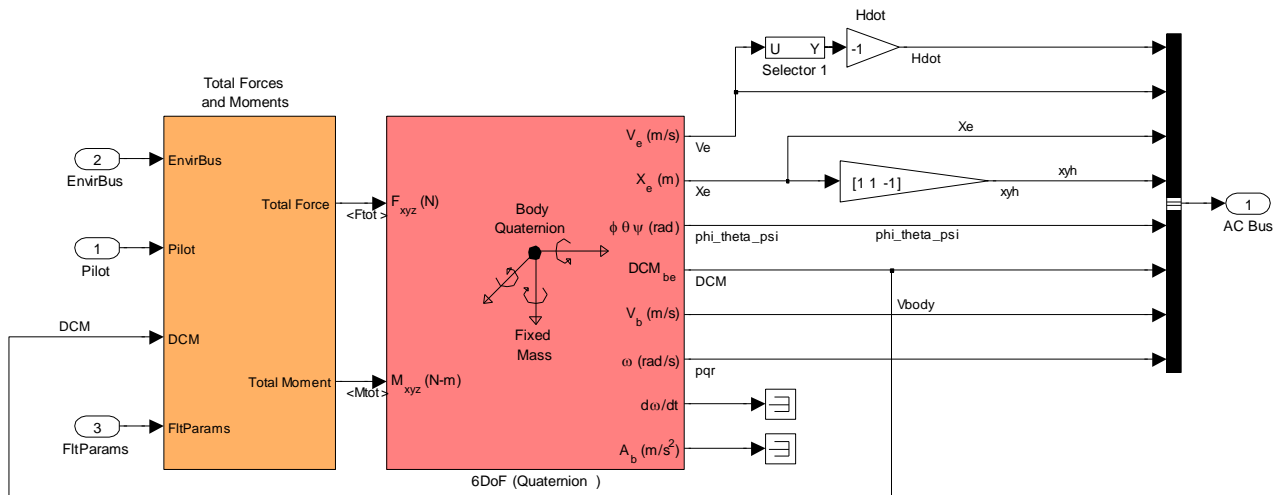 Hdot
U Y
-1
Selector 1
Hdot
Total Forces
and Moments
2
EnvirBus
EnvirBus
1
Pilot
Pilot
DCM
DCM
3
FltParams
FltParams
Total Force
Total Moment
<Ftot >
<Mtot >
F_xyz (N)
M_xyz (N-m)
Body
Quaternion
Fixed
Mass
V_e (m/s)
X_e (m)
ϕ θ ψ (rad)
DCM_be
V_b (m/s)
ω (rad/s)
dω/dt
A_b (m/s²)
6DoF (Quaternion )
Ve
Xe
Xe
[1 1 -1]
xyh
xyh
phi_theta_psi
phi_theta_psi
DCM
Vbody
pqr
1
AC Bus